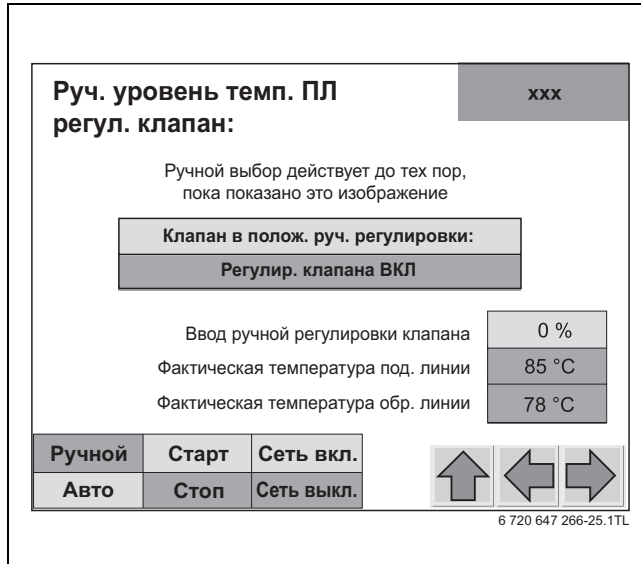 Руч. уровень темп. ПЛ
регул. клапан:
xxx
Ручной выбор действует до тех пор,
пока показано это изображение
Клапан в полож. руч. регулировки:
Регулир. клапана ВКЛ
Ввод ручной регулировки клапана
0 %
Фактическая температура под. линии
85 °C
Фактическая температура обр. линии
78 °C
Ручной Старт Сеть вкл.
Авто Стоп Сеть выкл.
6 720 647 266-25.1TL